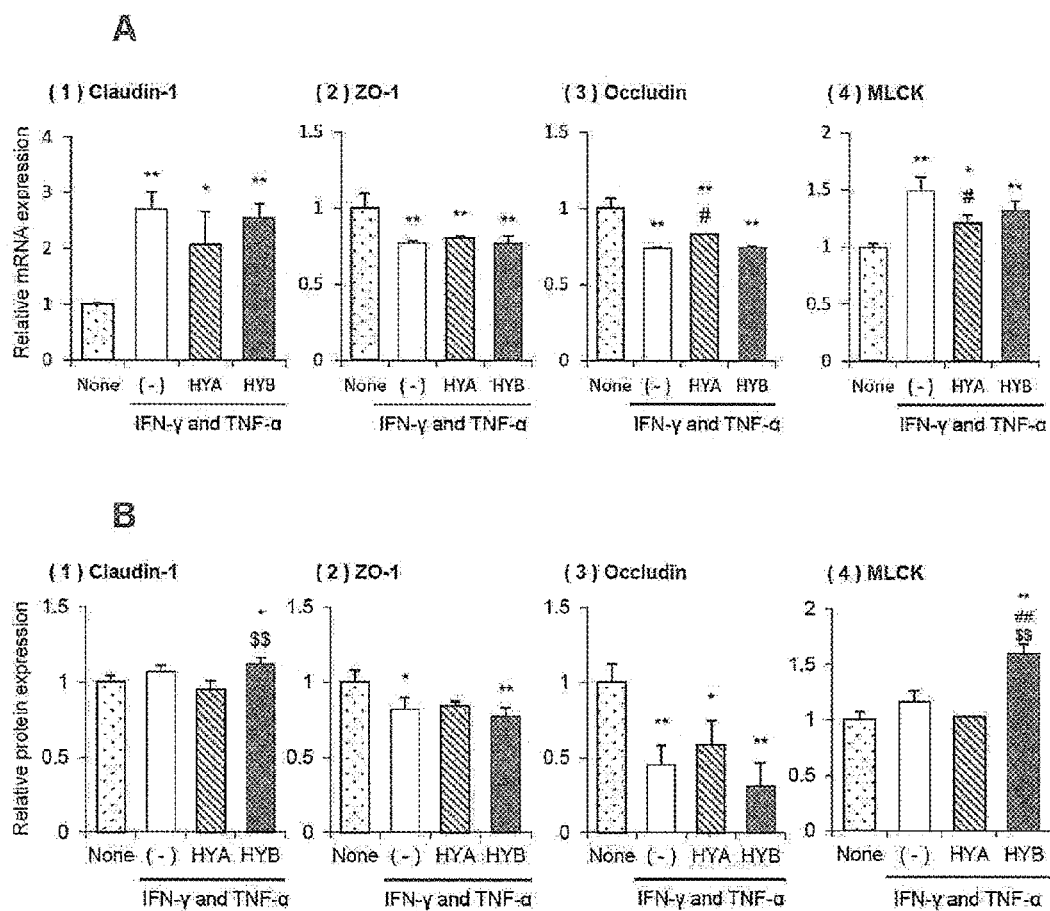 A
( 1 ) Claudin-1
( 2 ) ZO-1
( 3 ) Occludin
( 4 ) MLCK
Relative mRNA expression
4
3
2
1
0
** * **
None (-) HYA HYB
IFN-γ and TNF-α
1.5
1
0.5
0
** ** **
None (-) HYA HYB
IFN-γ and TNF-α
1.5
1
0.5
0
** ** **
#
None (-) HYA HYB
IFN-γ and TNF-α
2
1.5
1
0.5
0
** * **
#
None (-) HYA HYB
IFN-γ and TNF-α
B
( 1 ) Claudin-1
( 2 ) ZO-1
( 3 ) Occludin
( 4 ) MLCK
Relative protein expression
1.5
1
0.5
0
*
$$
None (-) HYA HYB
IFN-γ and TNF-α
1.5
1
0.5
0
* **
None (-) HYA HYB
IFN-γ and TNF-α
1.5
1
0.5
0
** * **
None (-) HYA HYB
IFN-γ and TNF-α
2
1.5
1
0.5
0
**
##
$$
None (-) HYA HYB
IFN-γ and TNF-α